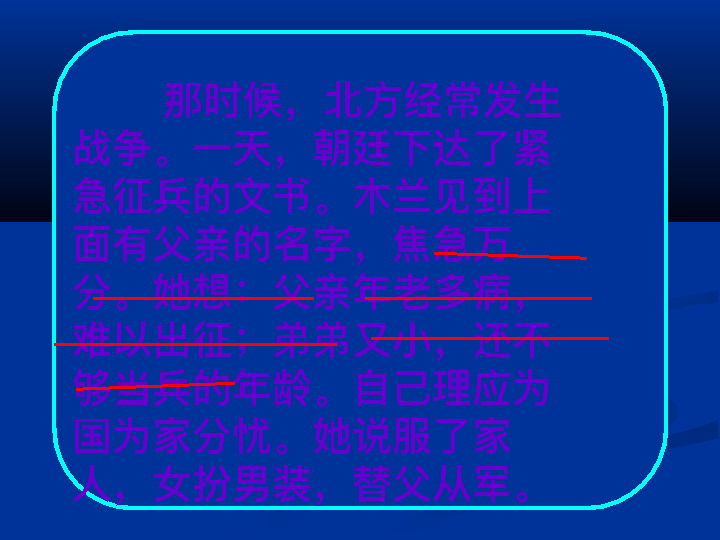 那时候，北方经常发生
战争。一天，朝廷下达了紧
急征兵的文书。木兰见到上
面有父亲的名字，焦急万
分。她想：父亲年老多病，
难以出征；弟弟又小，还不
够当兵的年龄。自己理应为
国为家分忧。她说服了家
人，女扮男装，替父从军。